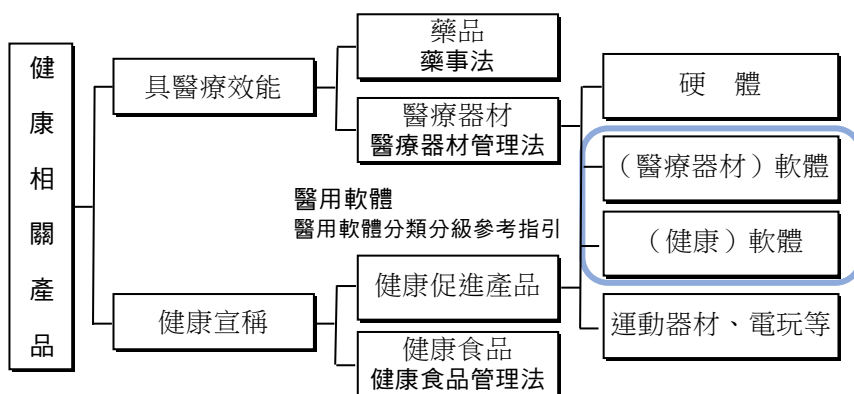 健康相關產品
具醫療效能
健康宣稱
藥品
藥事法
醫療器材
醫療器材管理法
醫用軟體
醫用軟體分類分級參考指引
健康促進產品
健康食品
健康食品管理法
硬　體
（醫療器材）軟體
（健康）軟體
運動器材、電玩等